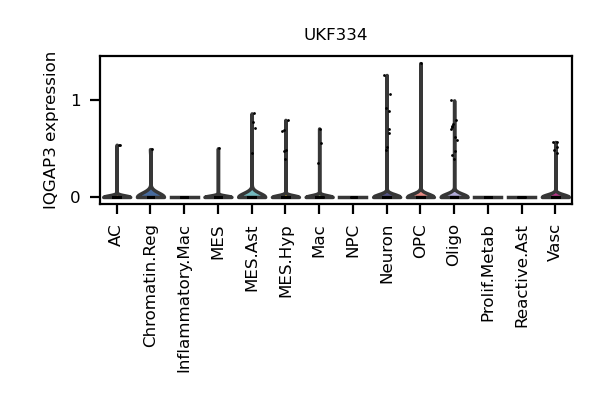 UKF334
IQGAP3 expression
1
0
AC
Chromatin.Reg
Inflammatory.Mac
MES
MES.Ast
MES.Hyp
Mac
NPC
Neuron
OPC
Oligo
Prolif.Metab
Reactive.Ast
Vasc